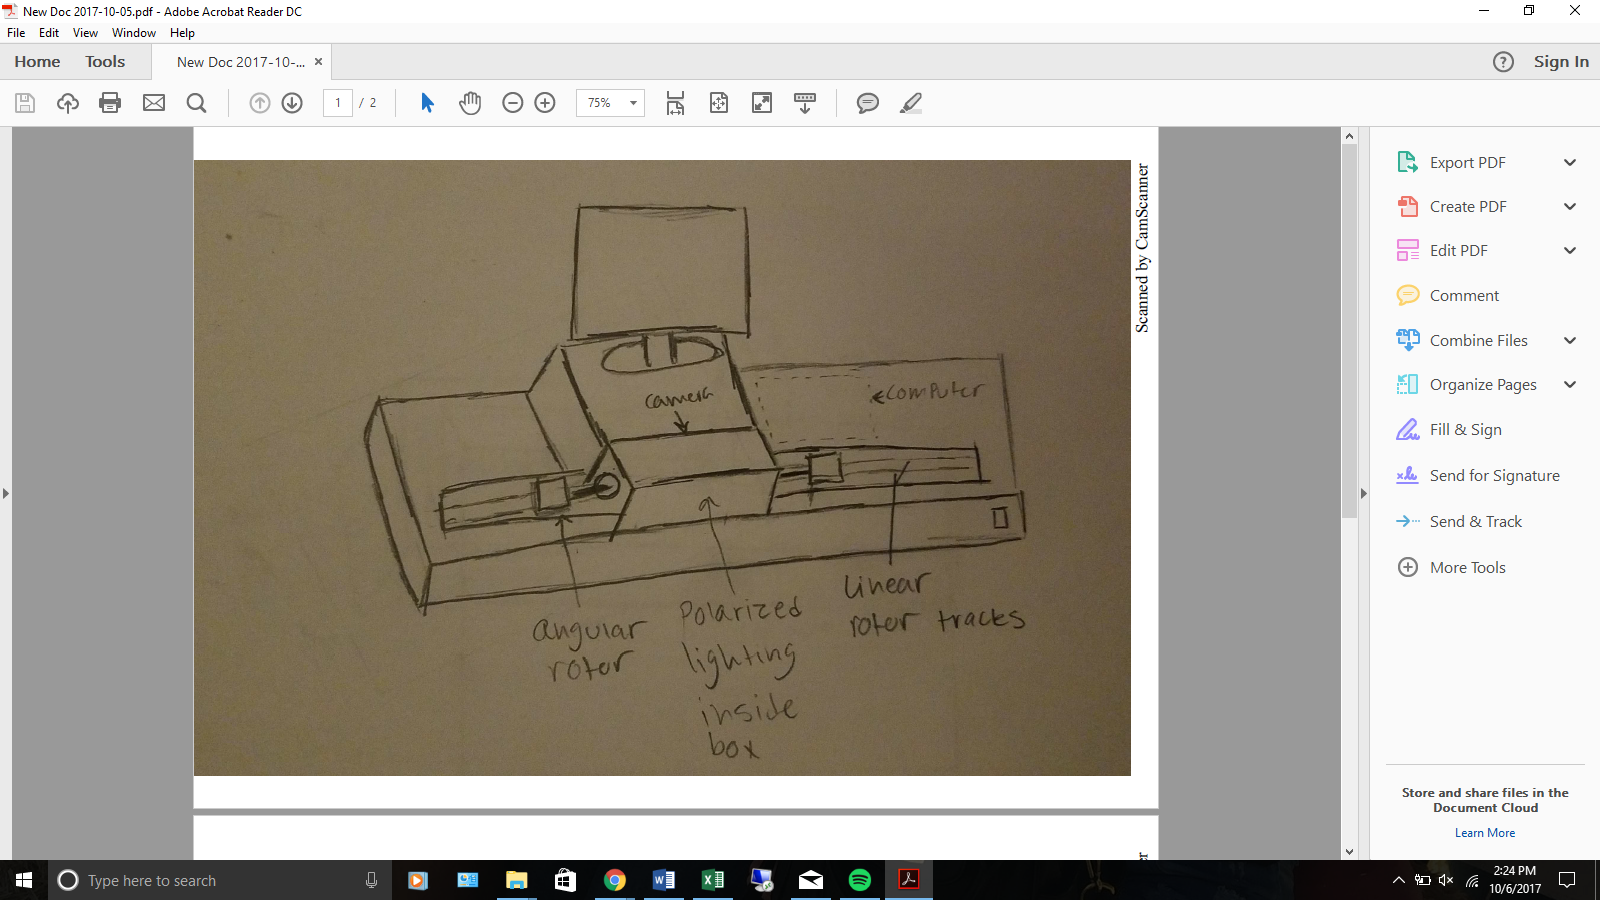 New Doc 2017-10-05.pdf - Adobe Acrobat Reader DC
File Edit View Window Help
Home Tools New Doc 2017-10-... × ? Sign In
1 / 2 75%
Export PDF
Create PDF
Edit PDF
Comment
Combine Files
Organize Pages
Fill & Sign
Send for Signature
Send & Track
More Tools
Store and share files in the
Document Cloud
Learn More
Scanned by CamScanner
camera
computer
angular
rotor
Polarized
lighting
inside
box
Linear
rotor tracks
er
Type here to search
2:24 PM
10/6/2017